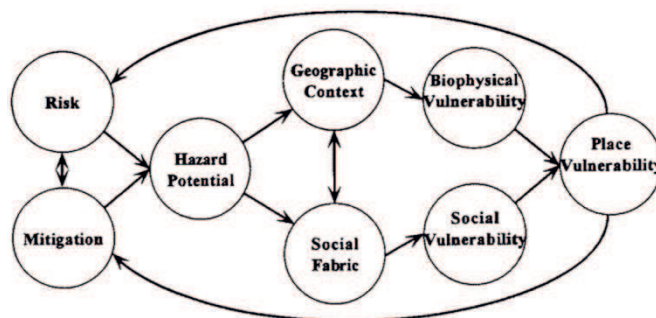 Risk
Mitigation
Hazard
Potential
Geographic
Context
Social
Fabric
Biophysical
Vulnerability
Social
Vulnerability
Place
Vulnerability